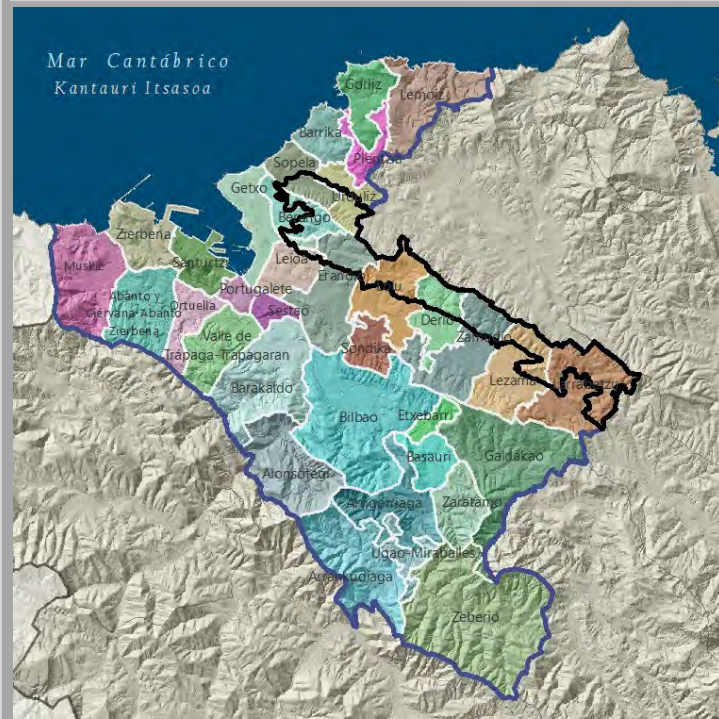 Mar Cantábrico
Kantauri Itsasoa
Gorliz
Lemoiz
Barrika
Plentzia
Sopela
Urduliz
Getxo
Berango
Zierbena
Leioa
Muskiz
Santurtzi
Erandio
Portugalete
Abanto y
Ciérvana-Abanto
Zierbena
Ortuella
Sestao
Derio
Zamudio
Valle de
Trápaga-Trapagaran
Sondika
Lezama
Larrabetzu
Barakaldo
Bilbao
Etxebarri
Basauri
Galdakao
Alonsotegi
Zaratamo
Arrigorriaga
Ugao-Miraballes
Arrankudiaga
Zeberio